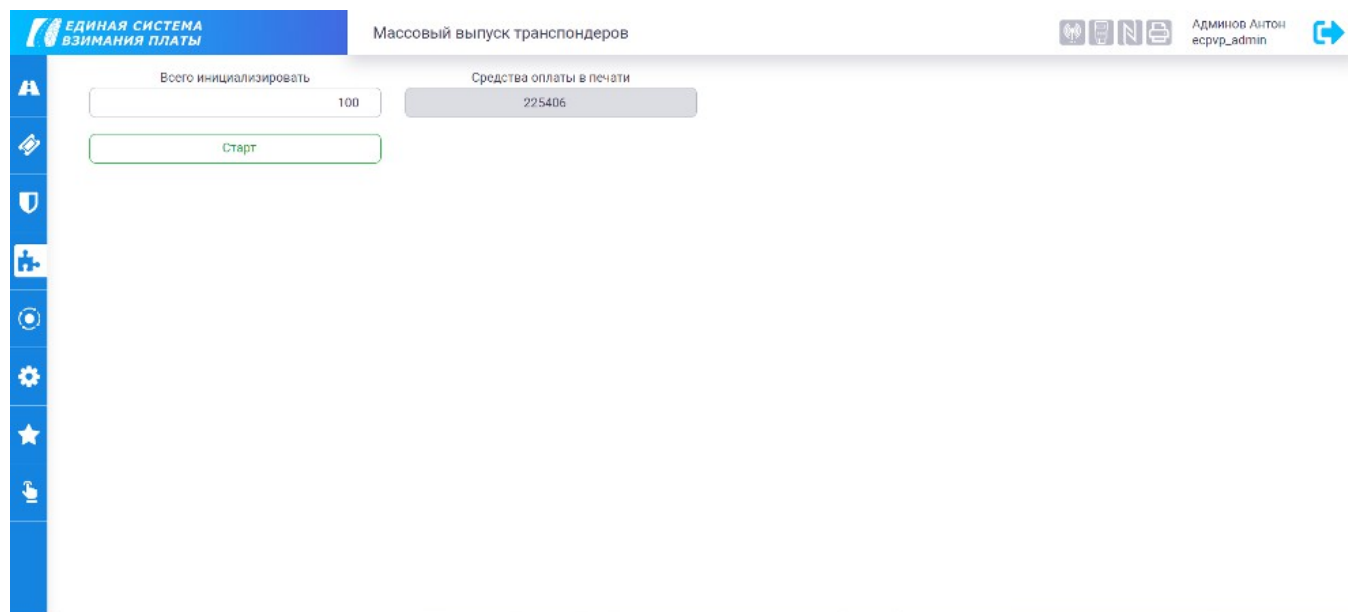 ЕДИНАЯ СИСТЕМА
ВЗИМАНИЯ ПЛАТЫ
Массовый выпуск транспондеров
Админов Антон
ecpvp_admin
Всего инициализировать
Средства оплаты в печати
100
225406
Старт